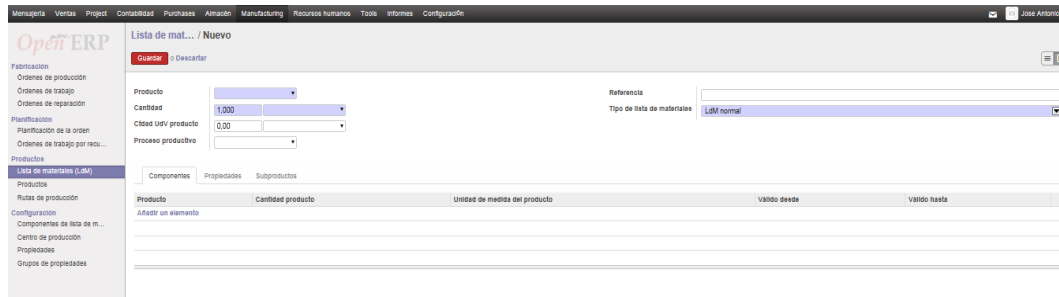 Mensajería Ventas Project Contabilidad Purchases Almacén Manufacturing Recursos humanos Tools Informes Configuración Jose Antonio
Open ERP
Lista de mat... / Nuevo
Guardar o Descartar
Fabricación
Órdenes de producción
Órdenes de trabajo
Órdenes de reparación
Planificación
Planificación de la orden
Órdenes de trabajo por recu...
Productos
Lista de materiales (LdM)
Productos
Rutas de producción
Configuración
Componentes de lista de m...
Centro de producción
Propiedades
Grupos de propiedades
Producto
Cantidad 1,000
Ctdad UdV producto 0,00
Proceso productivo
Referencia
Tipo de lista de materiales LdM normal
Componentes Propiedades Subproductos
Producto Cantidad producto Unidad de medida del producto Válido desde Válido hasta
Añadir un elemento